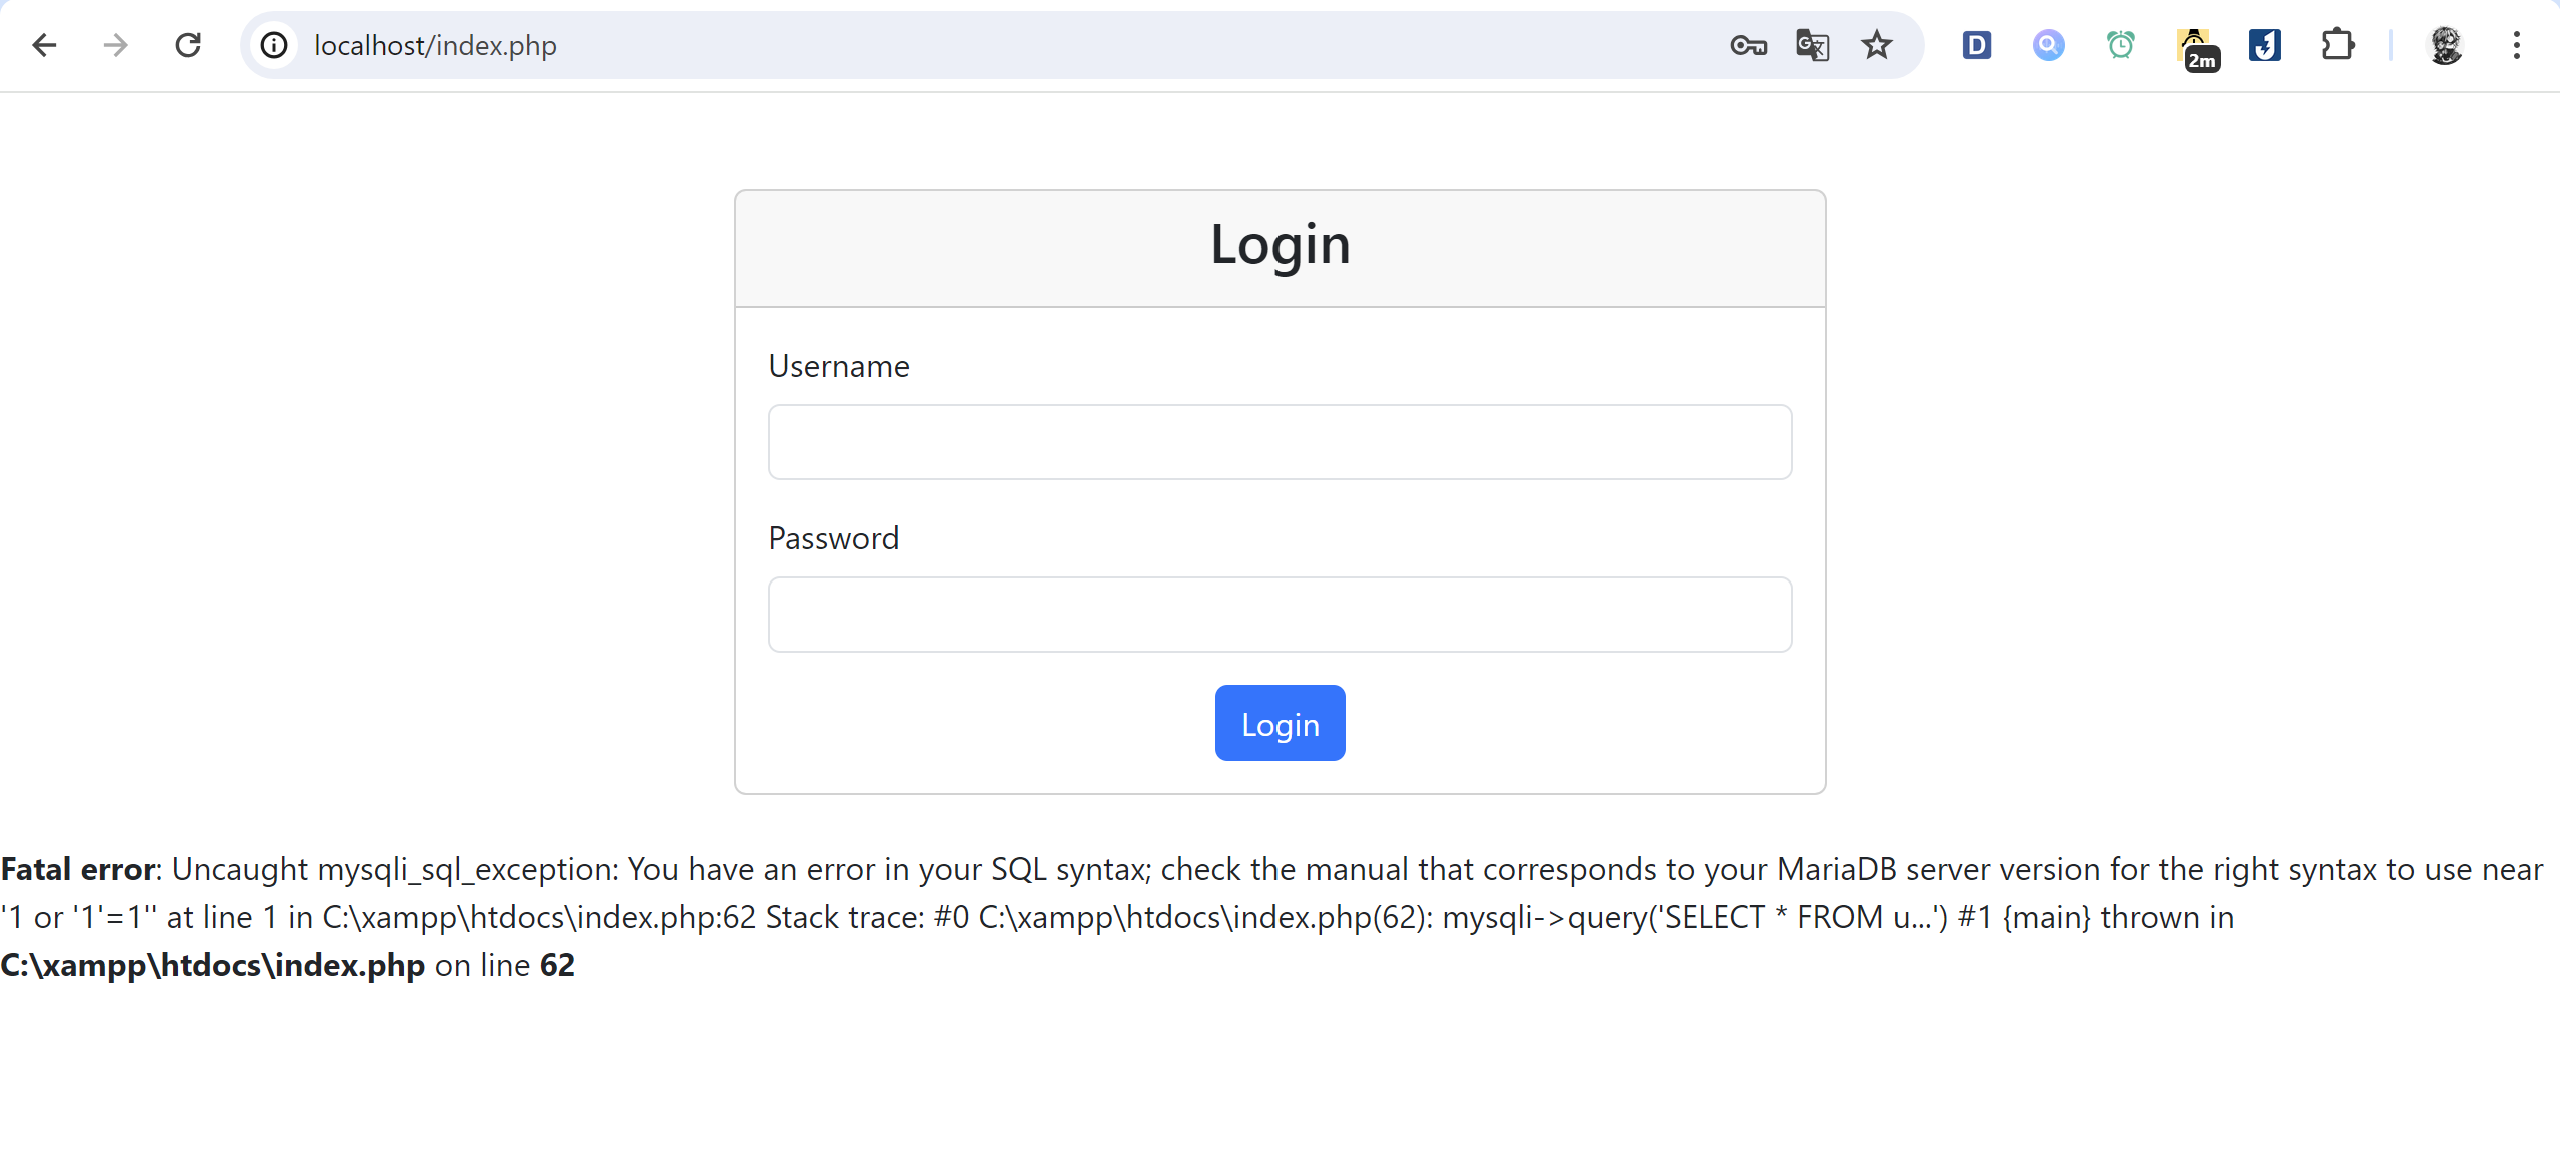 localhost/index.php
D
2m
Login
Username
Password
Login
Fatal error: Uncaught mysqli_sql_exception: You have an error in your SQL syntax; check the manual that corresponds to your MariaDB server version for the right syntax to use near
'1 or '1'=1'' at line 1 in C:\xampp\htdocs\index.php:62 Stack trace: #0 C:\xampp\htdocs\index.php(62): mysqli->query('SELECT * FROM u...') #1 {main} thrown in
C:\xampp\htdocs\index.php on line 62